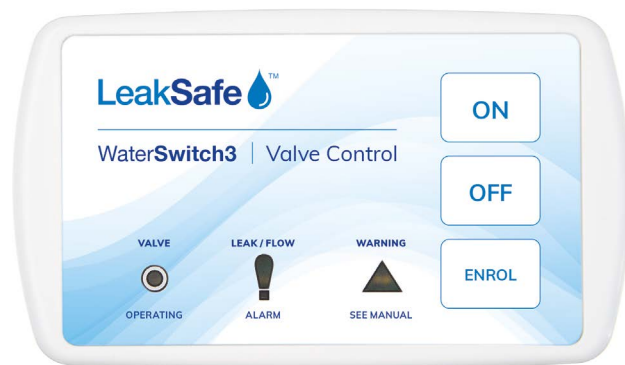 LeakSafe™
WaterSwitch3 | Valve Control
ON
OFF
ENROL
VALVE
OPERATING
LEAK / FLOW
ALARM
WARNING
SEE MANUAL